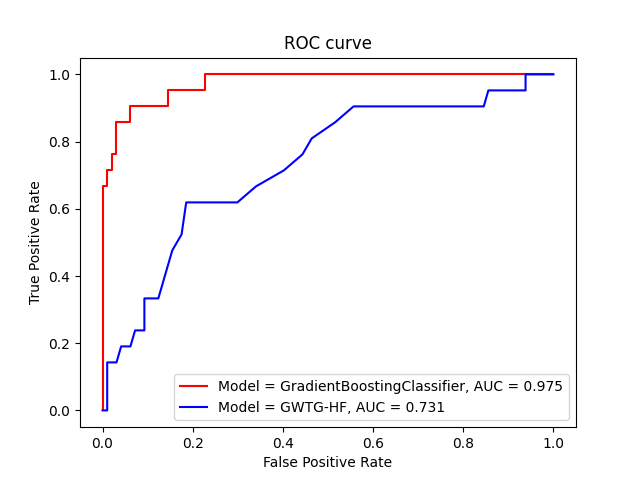 ROC curve
True Positive Rate
1.0
0.8
0.6
0.4
0.2
0.0
Model = GradientBoostingClassifier, AUC = 0.975
Model = GWTG-HF, AUC = 0.731
0.0 0.2 0.4 0.6 0.8 1.0
False Positive Rate